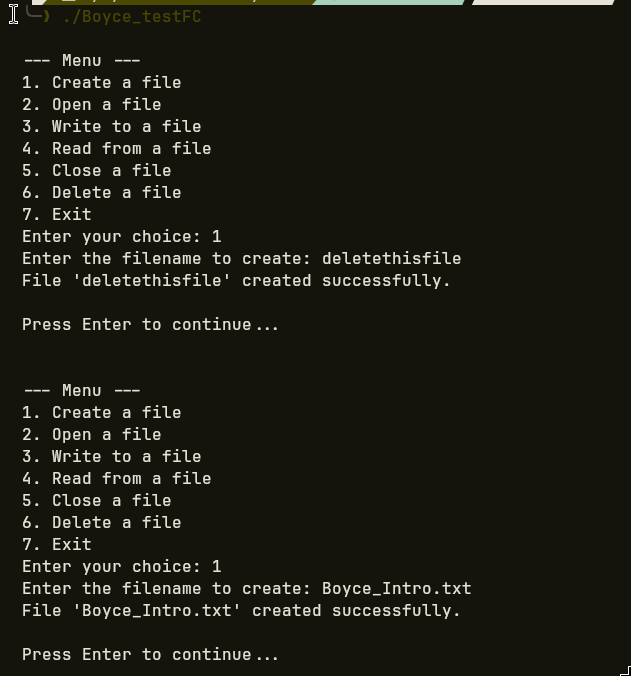 ./Boyce_testFC
--- Menu ---
1. Create a file
2. Open a file
3. Write to a file
4. Read from a file
5. Close a file
6. Delete a file
7. Exit
Enter your choice: 1
Enter the filename to create: deletethisfile
File 'deletethisfile' created successfully.
Press Enter to continue...
--- Menu ---
1. Create a file
2. Open a file
3. Write to a file
4. Read from a file
5. Close a file
6. Delete a file
7. Exit
Enter your choice: 1
Enter the filename to create: Boyce_Intro.txt
File 'Boyce_Intro.txt' created successfully.
Press Enter to continue...